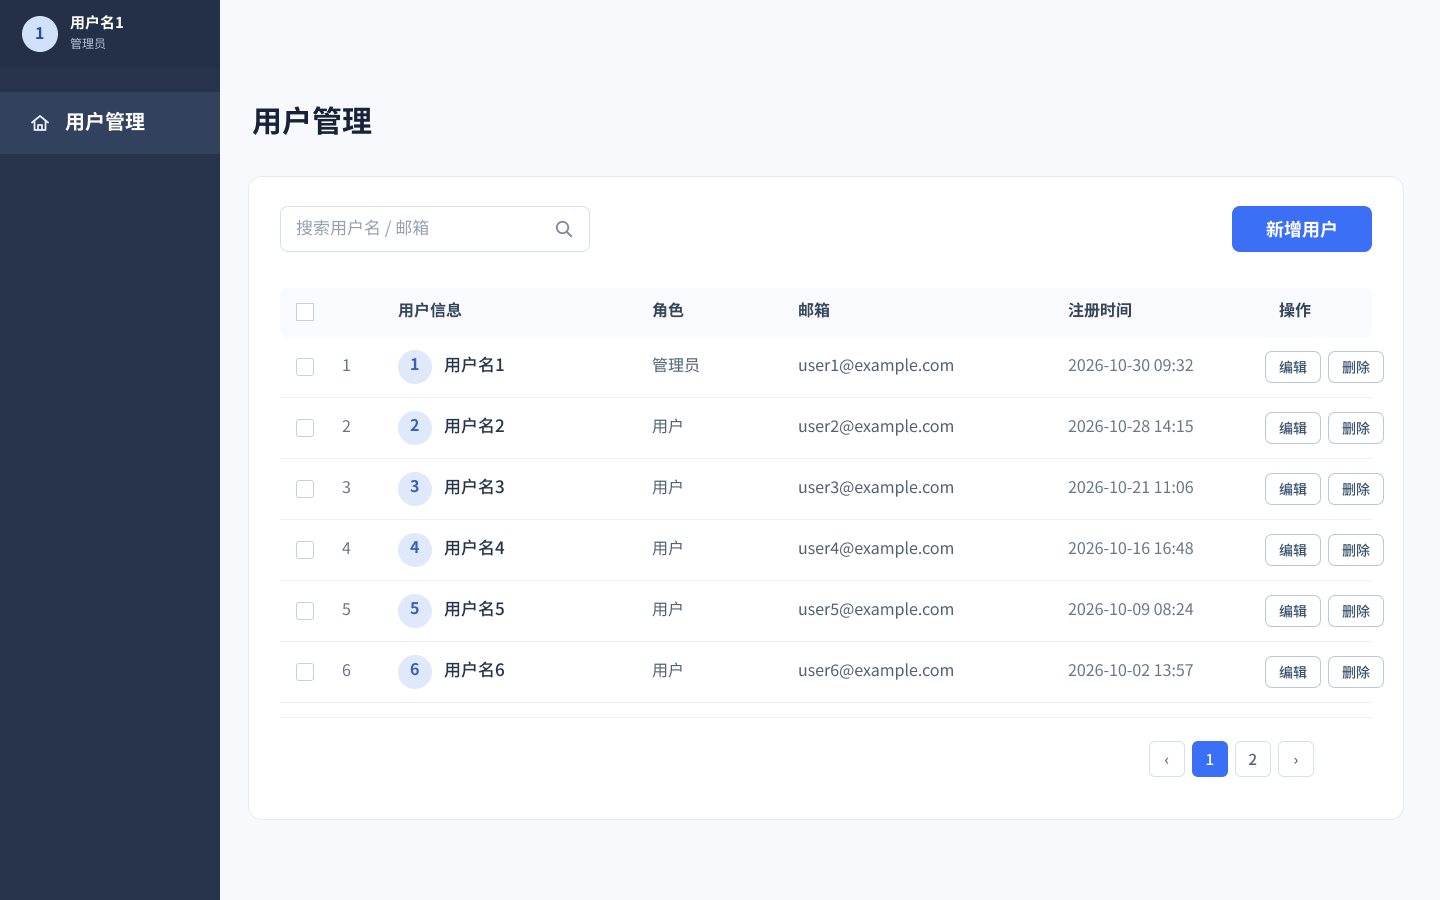 1 用户名1
管理员
用户管理
用户管理
搜索用户名 / 邮箱
新增用户
用户信息 角色 邮箱 注册时间 操作
1 1 用户名1 管理员 user1@example.com 2026-10-30 09:32 编辑 删除
2 2 用户名2 用户 user2@example.com 2026-10-28 14:15 编辑 删除
3 3 用户名3 用户 user3@example.com 2026-10-21 11:06 编辑 删除
4 4 用户名4 用户 user4@example.com 2026-10-16 16:48 编辑 删除
5 5 用户名5 用户 user5@example.com 2026-10-09 08:24 编辑 删除
6 6 用户名6 用户 user6@example.com 2026-10-02 13:57 编辑 删除
‹ 1 2 ›